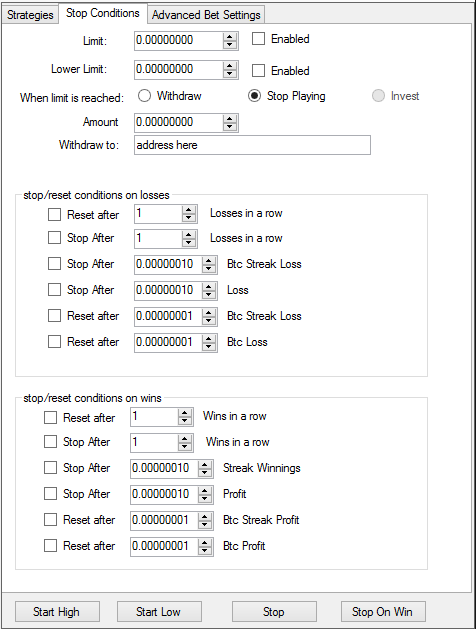 Strategies Stop Conditions Advanced Bet Settings
Limit: 0.00000000 Enabled
Lower Limit: 0.00000000 Enabled
When limit is reached: Withdraw Stop Playing Invest
Amount 0.00000000
Withdraw to: address here
stop/reset conditions on losses
Reset after 1 Losses in a row
Stop After 1 Losses in a row
Stop After 0.00000010 Btc Streak Loss
Stop After 0.00000010 Loss
Reset after 0.00000001 Btc Streak Loss
Reset after 0.00000001 Btc Loss
stop/reset conditions on wins
Reset after 1 Wins in a row
Stop After 1 Wins in a row
Stop After 0.00000010 Streak Winnings
Stop After 0.00000010 Profit
Reset after 0.00000001 Btc Streak Profit
Reset after 0.00000001 Btc Profit
Start High Start Low Stop Stop On Win